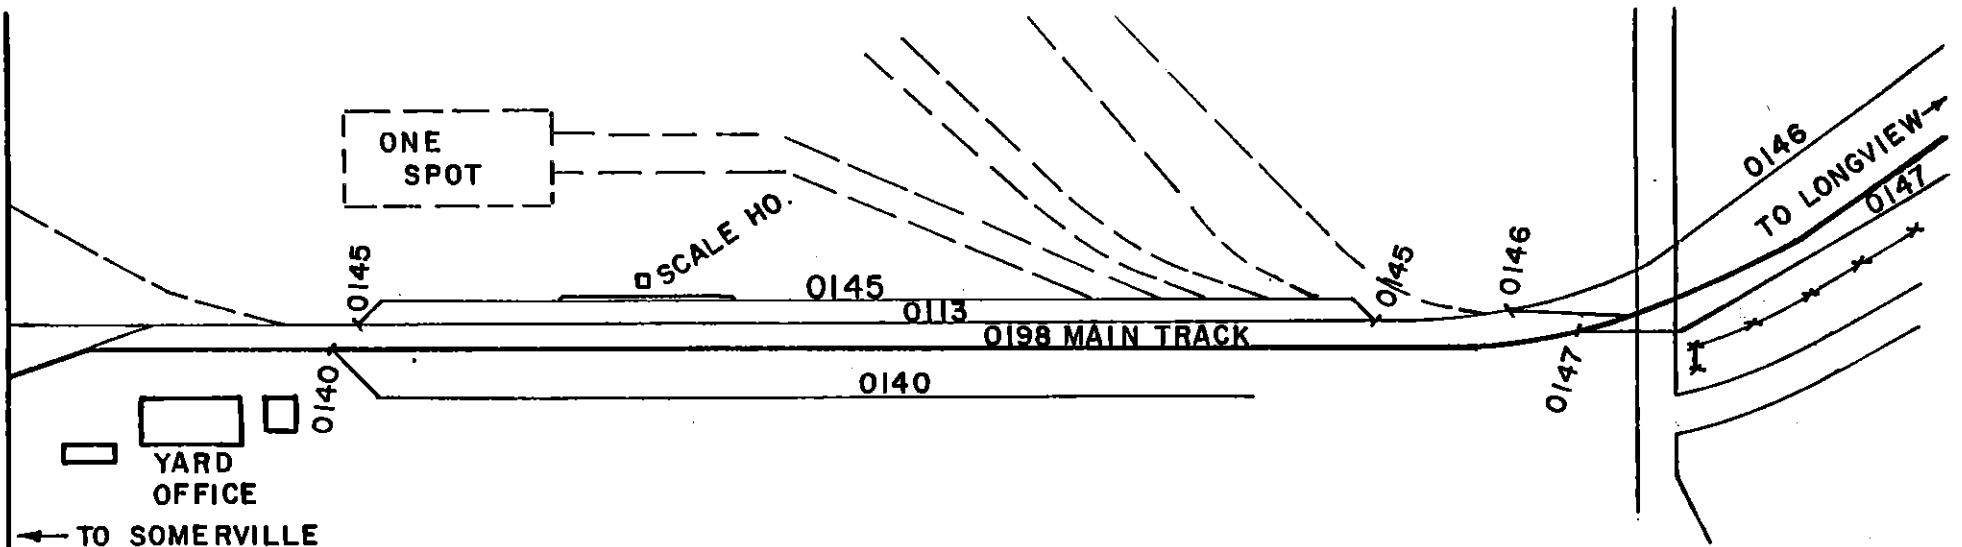 ONE
SPOT
SCALE HO.
0145
0145
0145
0146
0146
TO LONGVIEW
0147
0113
0198 MAIN TRACK
0140
0140
0147
YARD
OFFICE
TO SOMERVILLE